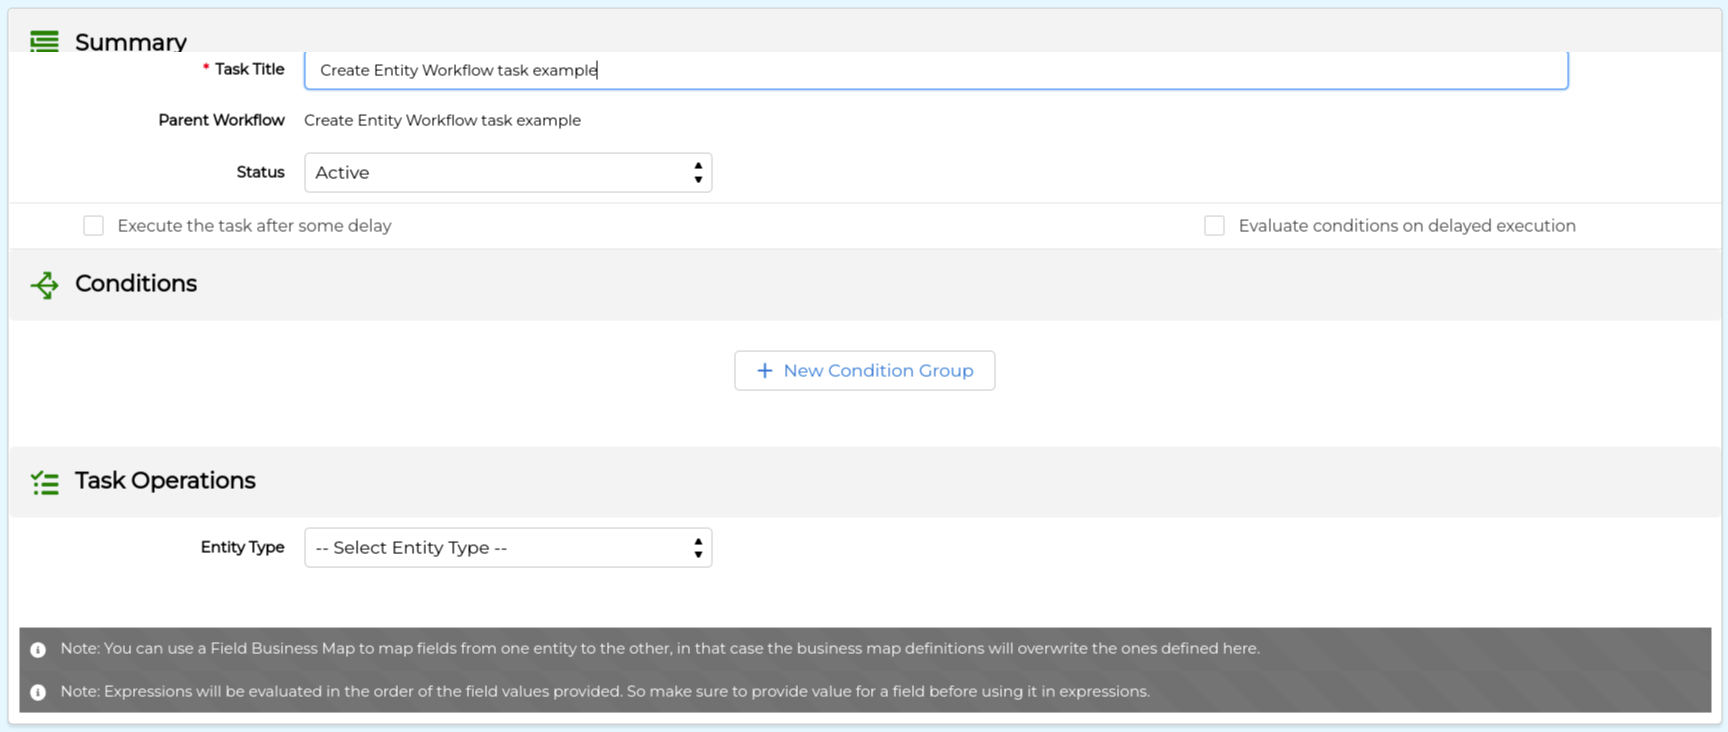 Summary
* Task Title Create Entity Workflow task example
Parent Workflow Create Entity Workflow task example
Status Active
Execute the task after some delay Evaluate conditions on delayed execution
Conditions
+ New Condition Group
Task Operations
Entity Type -- Select Entity Type --
Note: You can use a Field Business Map to map fields from one entity to the other, in that case the business map definitions will overwrite the ones defined here.
Note: Expressions will be evaluated in the order of the field values provided. So make sure to provide value for a field before using it in expressions.